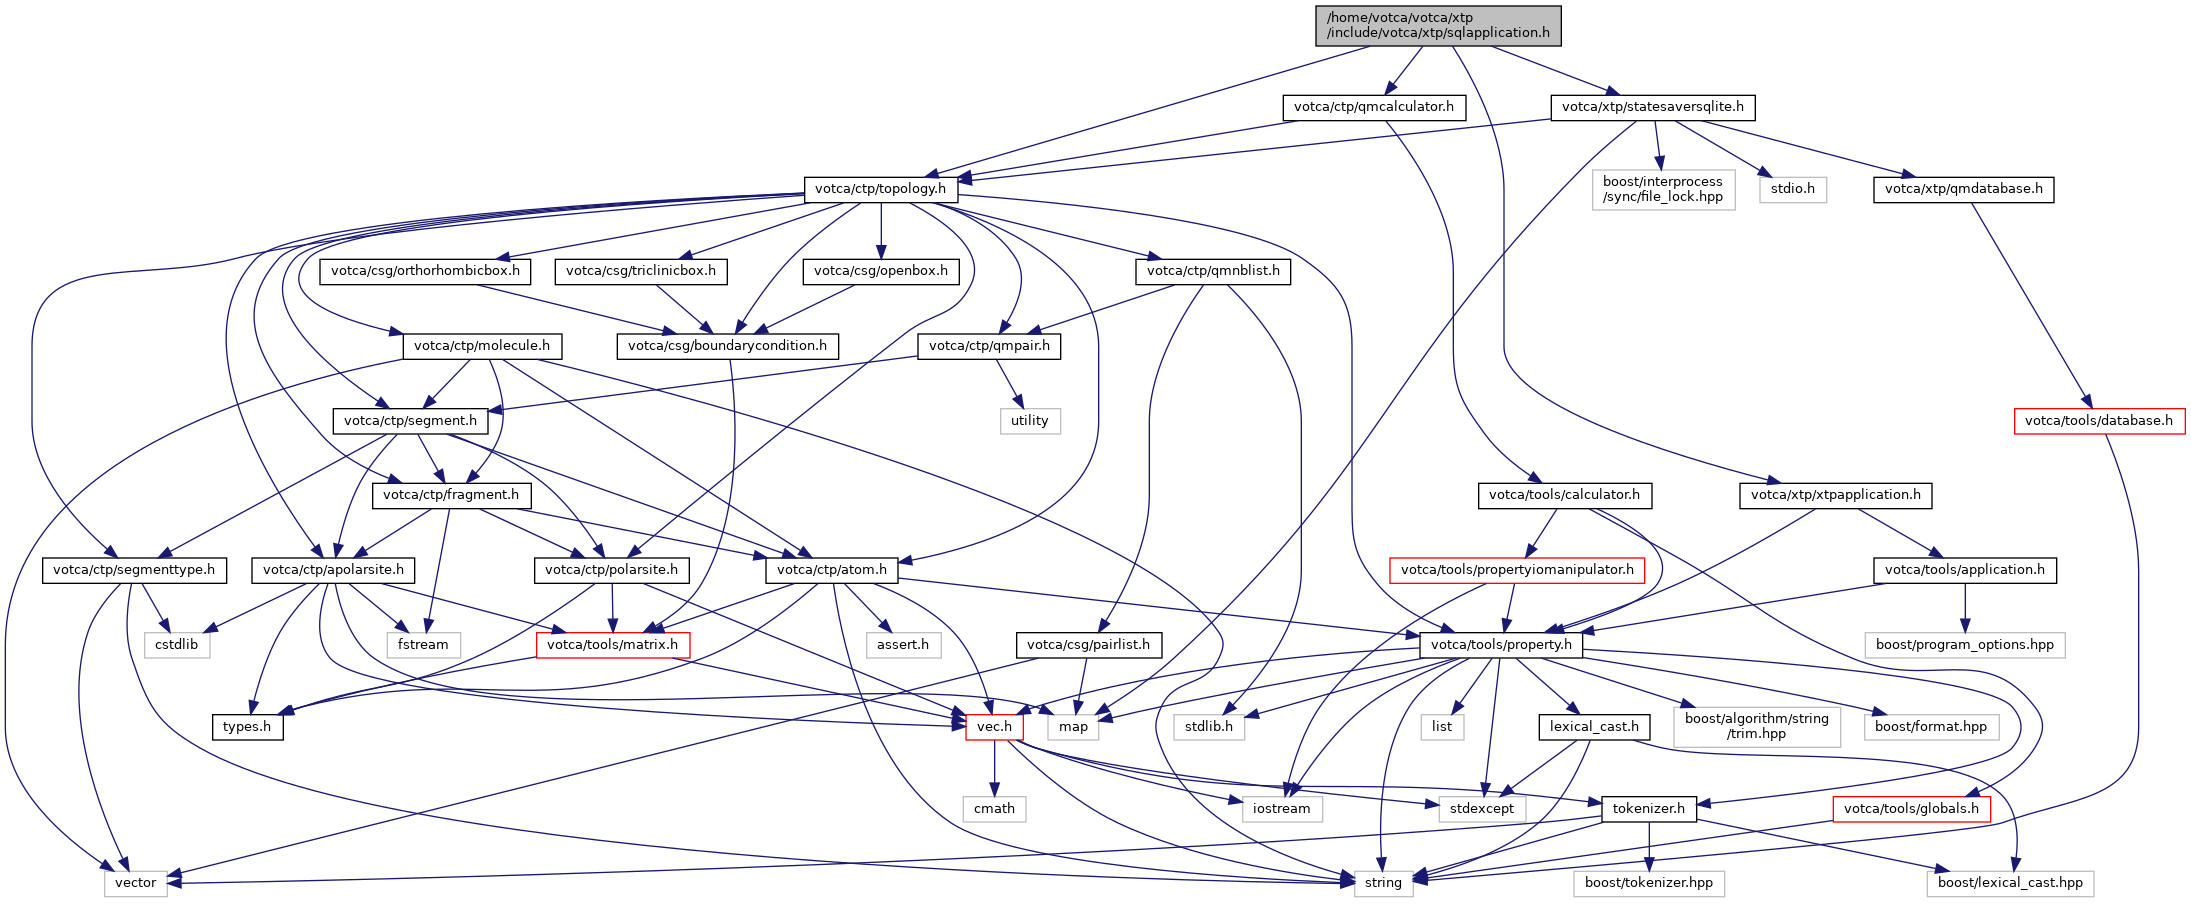 /home/votca/votca/xtp
/include/votca/xtp/sqlapplication.h
votca/ctp/qmcalculator.h
votca/xtp/statesaversqlite.h
votca/ctp/topology.h
boost/interprocess
/sync/file_lock.hpp
stdio.h
votca/xtp/qmdatabase.h
votca/csg/orthorhombicbox.h
votca/csg/triclinicbox.h
votca/csg/openbox.h
votca/ctp/qmnblist.h
votca/ctp/molecule.h
votca/csg/boundarycondition.h
votca/ctp/qmpair.h
votca/ctp/segment.h
utility
votca/tools/database.h
votca/ctp/fragment.h
votca/tools/calculator.h
votca/xtp/xtpapplication.h
votca/ctp/segmenttype.h
votca/ctp/apolarsite.h
votca/ctp/polarsite.h
votca/ctp/atom.h
votca/tools/propertyiomanipulator.h
votca/tools/application.h
cstdlib
fstream
votca/tools/matrix.h
assert.h
votca/csg/pairlist.h
votca/tools/property.h
boost/program_options.hpp
types.h
vec.h
map
stdlib.h
list
lexical_cast.h
boost/algorithm/string
/trim.hpp
boost/format.hpp
cmath
iostream
stdexcept
tokenizer.h
votca/tools/globals.h
vector
string
boost/tokenizer.hpp
boost/lexical_cast.hpp